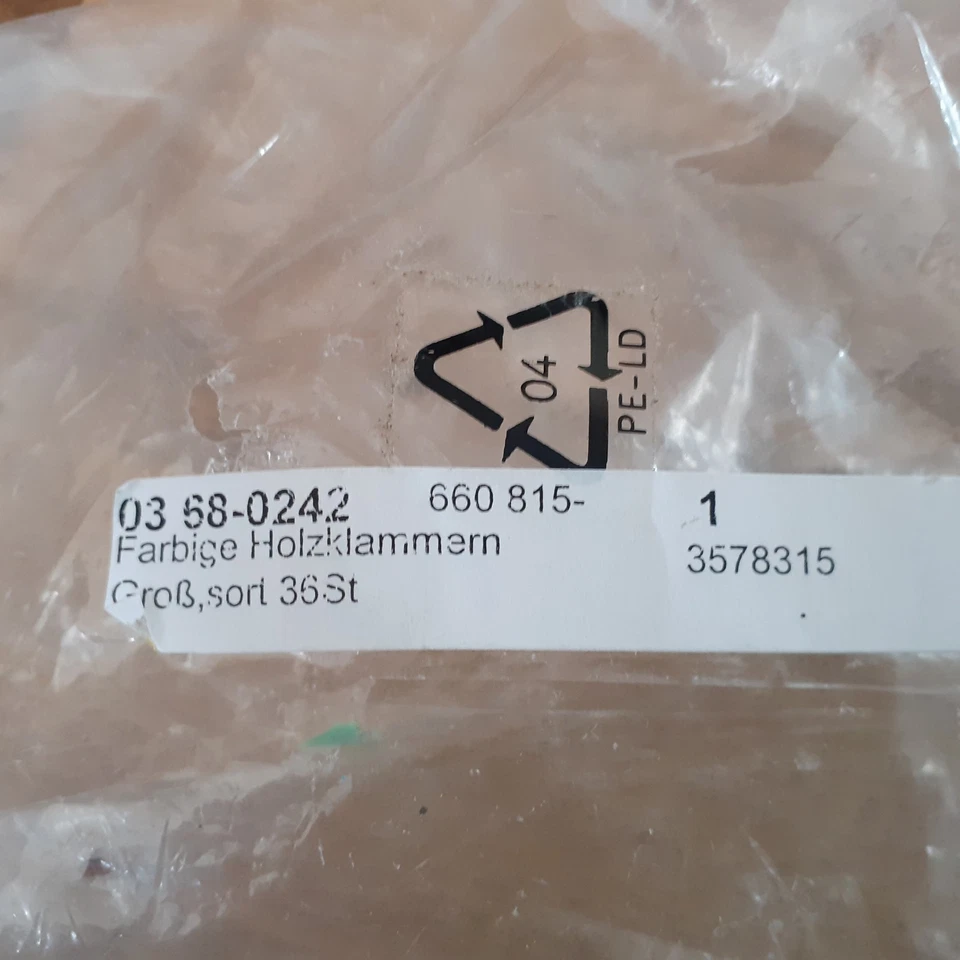 04
PE-LD
03 68-0242 660 815- 1
Farbige Holzklammern
3578315
Groß,sort 36St